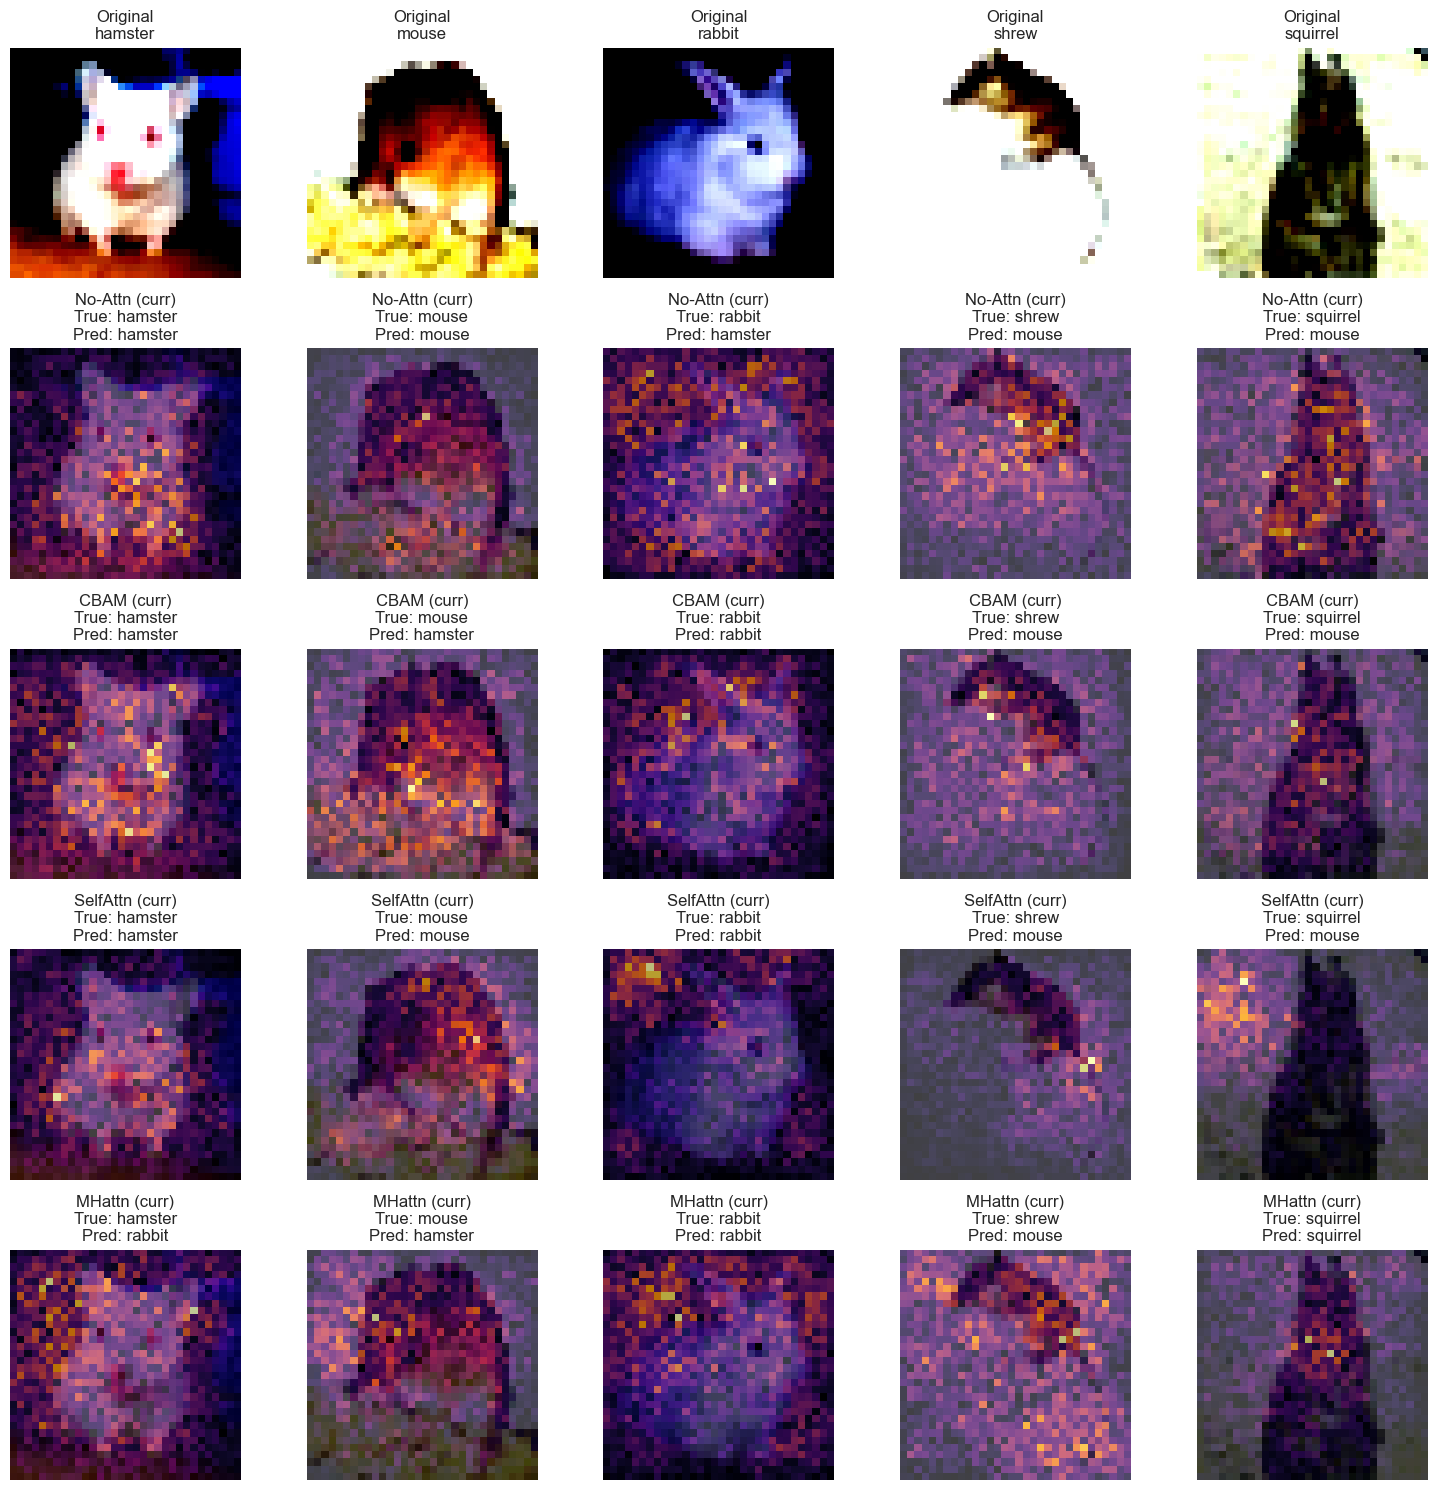 Original
hamster
Original
mouse
Original
rabbit
Original
shrew
Original
squirrel
No-Attn (curr)
True: hamster
Pred: hamster
No-Attn (curr)
True: mouse
Pred: mouse
No-Attn (curr)
True: rabbit
Pred: hamster
No-Attn (curr)
True: shrew
Pred: mouse
No-Attn (curr)
True: squirrel
Pred: mouse
CBAM (curr)
True: hamster
Pred: hamster
CBAM (curr)
True: mouse
Pred: hamster
CBAM (curr)
True: rabbit
Pred: rabbit
CBAM (curr)
True: shrew
Pred: mouse
CBAM (curr)
True: squirrel
Pred: mouse
SelfAttn (curr)
True: hamster
Pred: hamster
SelfAttn (curr)
True: mouse
Pred: mouse
SelfAttn (curr)
True: rabbit
Pred: rabbit
SelfAttn (curr)
True: shrew
Pred: mouse
SelfAttn (curr)
True: squirrel
Pred: mouse
MHattn (curr)
True: hamster
Pred: rabbit
MHattn (curr)
True: mouse
Pred: hamster
MHattn (curr)
True: rabbit
Pred: rabbit
MHattn (curr)
True: shrew
Pred: mouse
MHattn (curr)
True: squirrel
Pred: squirrel